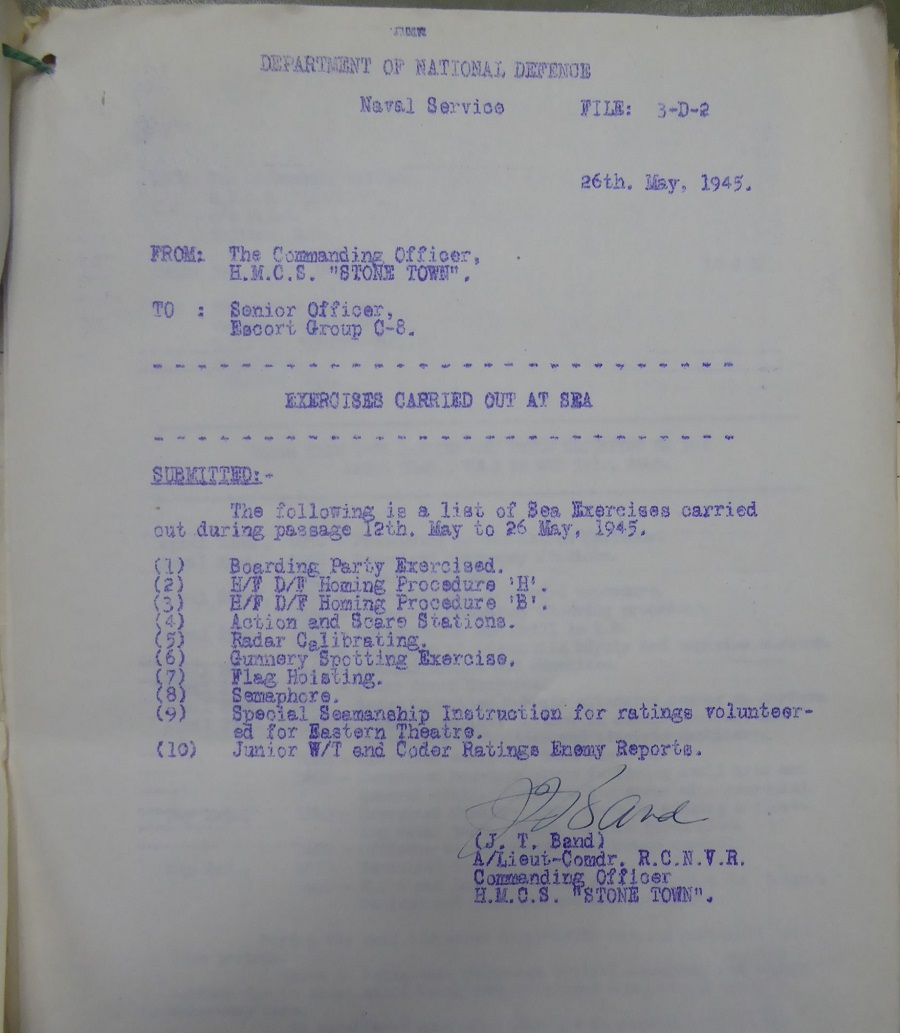 DEPARTMENT OF NATIONAL DEFENCE
Naval Service FILE: 3-D-2
26th. May, 1945.
FROM: The Commanding Officer,
H.M.C.S. "STONE TOWN".
TO : Senior Officer,
Escort Group C-8.
EXERCISES CARRIED OUT AT SEA
SUBMITTED:-
The following is a list of Sea Exercises carried
out during passage 12th. May to 26 May, 1945.
(1) Boarding Party Exercised.
(2) H/F D/F Homing Procedure 'H'.
(3) H/F D/F Homing Procedure 'B'.
(4) Action and Scare Stations.
(5) Radar Calibrating.
(6) Gunnery Spotting Exercise.
(7) Flag Hoisting.
(8) Semaphore.
(9) Special Seamanship Instruction for ratings volunteer-
ed for Eastern Theatre.
(10) Junior W/T and Coder Ratings Enemy Reports.
J T Band
(J. T. Band)
A/Lieut-Comdr. R.C.N.V.R.
Commanding Officer
H.M.C.S. "STONE TOWN".